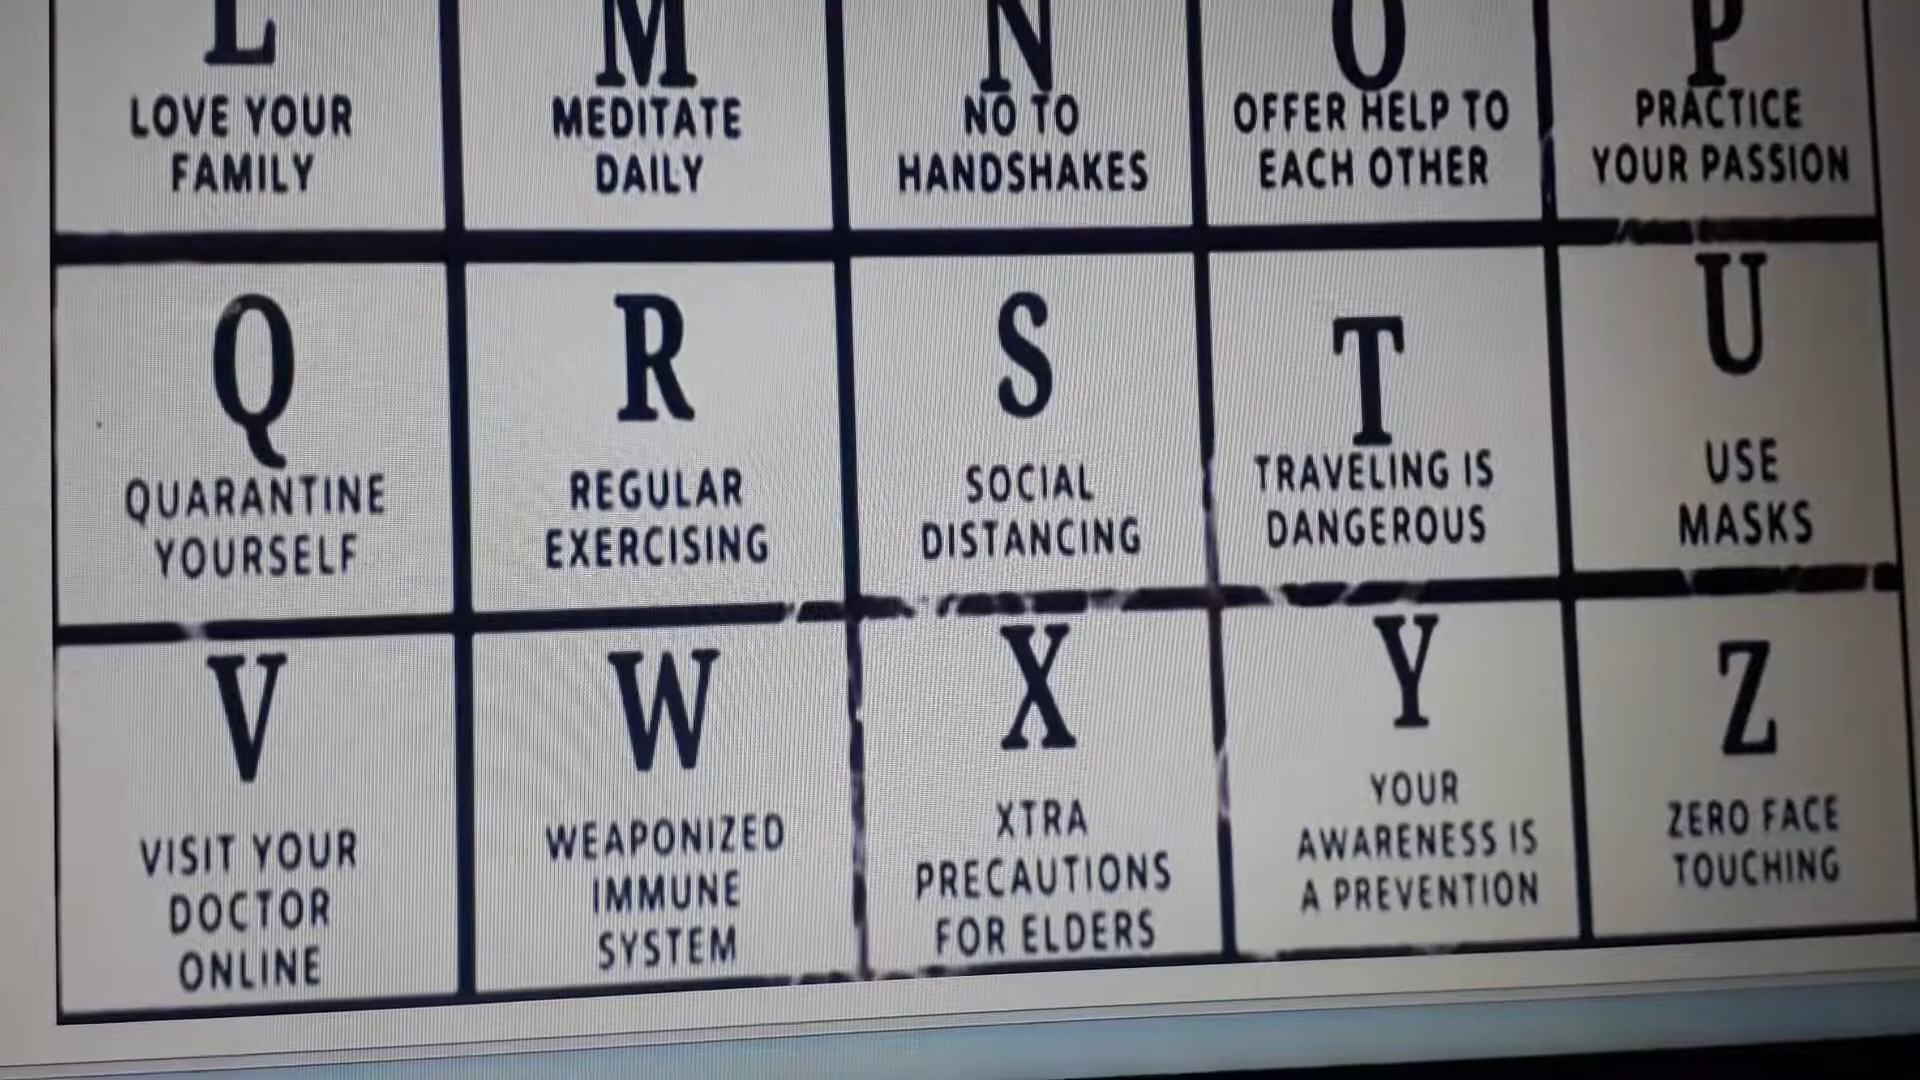 L
LOVE YOUR
FAMILY
M
MEDITATE
DAILY
N
NO TO
HANDSHAKES
O
OFFER HELP TO
EACH OTHER
P
PRACTICE
YOUR PASSION
Q
QUARANTINE
YOURSELF
R
REGULAR
EXERCISING
S
SOCIAL
DISTANCING
T
TRAVELING IS
DANGEROUS
U
USE
MASKS
V
VISIT YOUR
DOCTOR
ONLINE
W
WEAPONIZED
IMMUNE
SYSTEM
X
XTRA
PRECAUTIONS
FOR ELDERS
Y
YOUR
AWARENESS IS
A PREVENTION
Z
ZERO FACE
TOUCHING